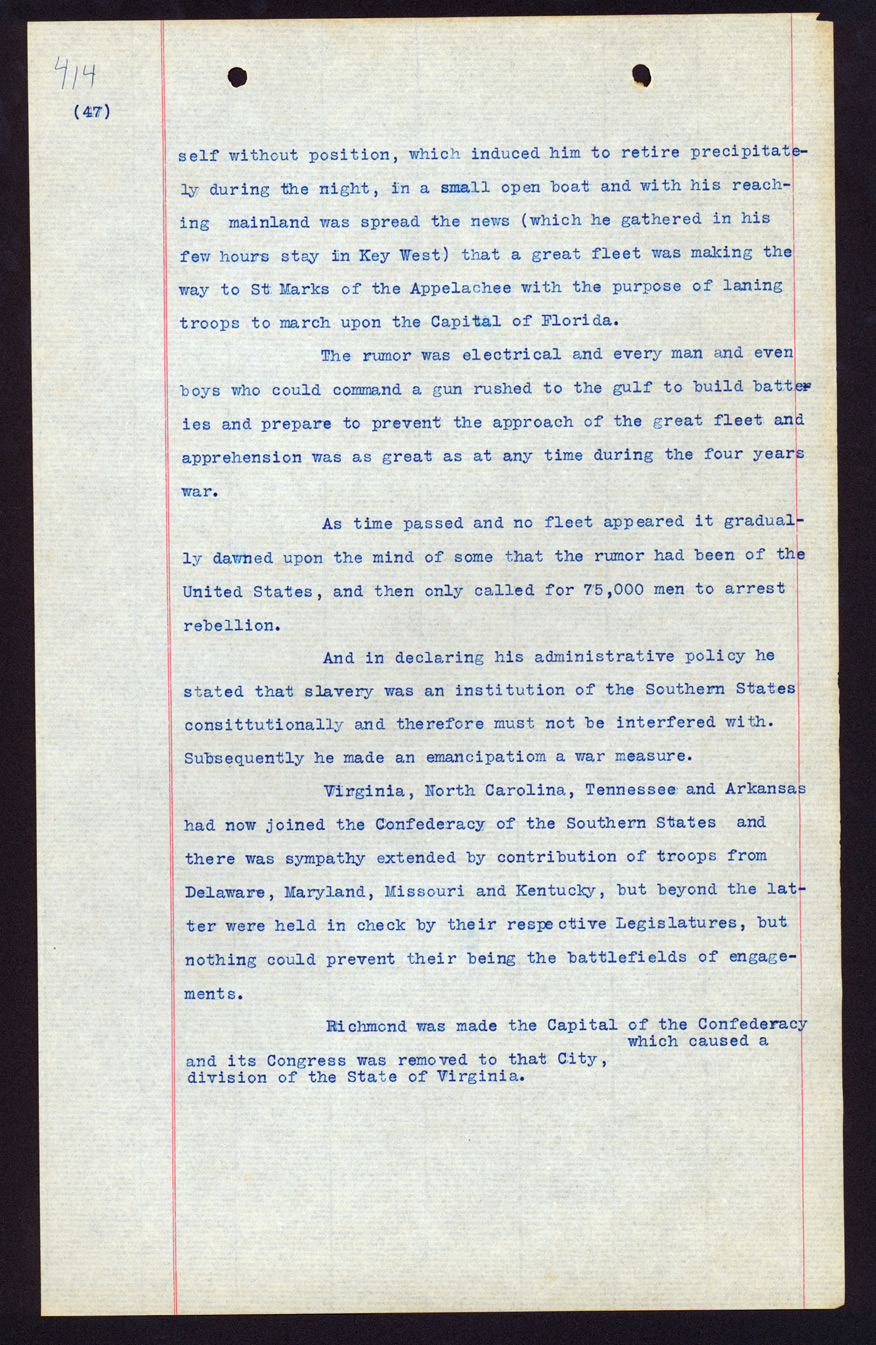 414
(47)
self without position, which induced him to retire precipitate-
ly during the night, in a small open boat and with his reach-
ing mainland was spread the news (which he gathered in his
few hours stay in Key West) that a great fleet was making the
way to St Marks of the Appelachee with the purpose of laning
troops to march upon the Capital of Florida.
The rumor was electrical and every man and even
boys who could command a gun rushed to the gulf to build batter
ies and prepare to prevent the approach of the great fleet and
apprehension was as great as at any time during the four years
war.
As time passed and no fleet appeared it gradual-
ly dawned upon the mind of some that the rumor had been of the
United States, and then only called for 75,000 men to arrest
rebellion.
And in declaring his administrative policy he
stated that slavery was an institution of the Southern States
consittutionally and therefore must not be interfered with.
Subsequently he made an emancipatiom a war measure.
Virginia, North Carolina, Tennessee and Arkansas
had now joined the Confederacy of the Southern States and
there was sympathy extended by contribution of troops from
Delaware, Maryland, Missouri and Kentucky, but beyond the lat-
ter were held in check by their respective Legislatures, but
nothing could prevent their being the battlefields of engage-
ments.
Richmond was made the Capital of the Confederacy
which caused a
and its Congress was removed to that City,
division of the State of Virginia.